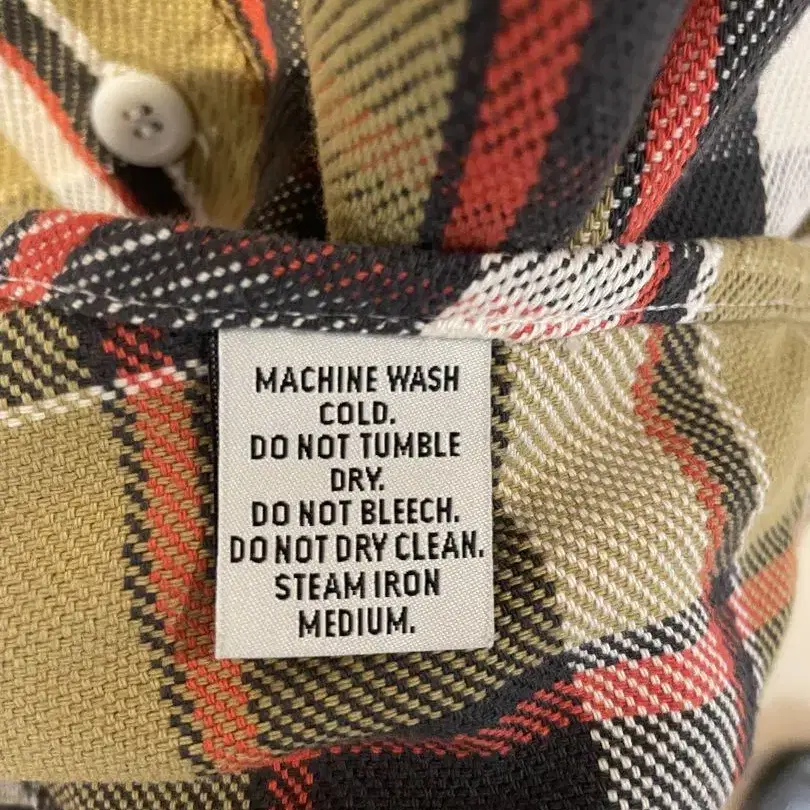 MACHINE WASH
COLD.
DO NOT TUMBLE
DRY.
DO NOT BLEECH.
DO NOT DRY CLEAN.
STEAM IRON
MEDIUM.